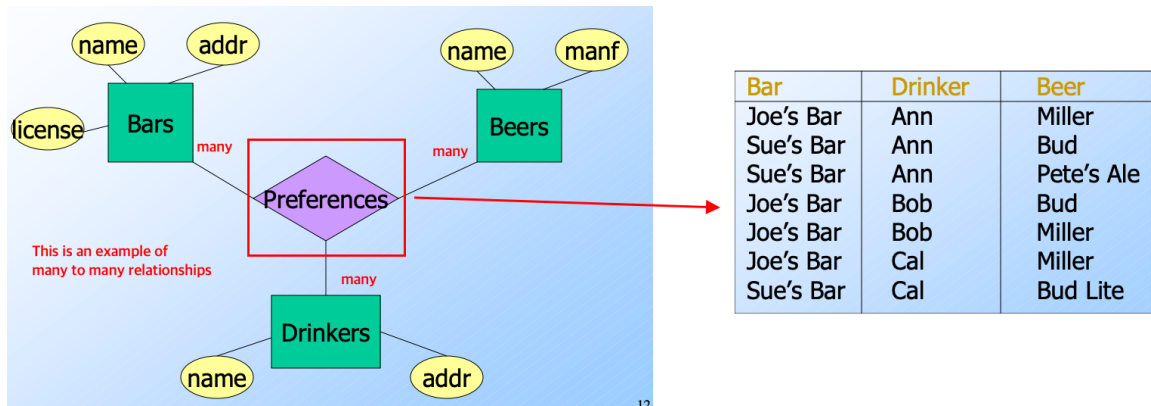 name
addr
license
Bars
many
name
manf
Beers
many
Preferences
This is an example of
many to many relationships
many
Drinkers
name
addr
12
Bar Drinker Beer
Joe's Bar Ann Miller
Sue's Bar Ann Bud
Sue's Bar Ann Pete's Ale
Joe's Bar Bob Bud
Joe's Bar Bob Miller
Joe's Bar Cal Miller
Sue's Bar Cal Bud Lite